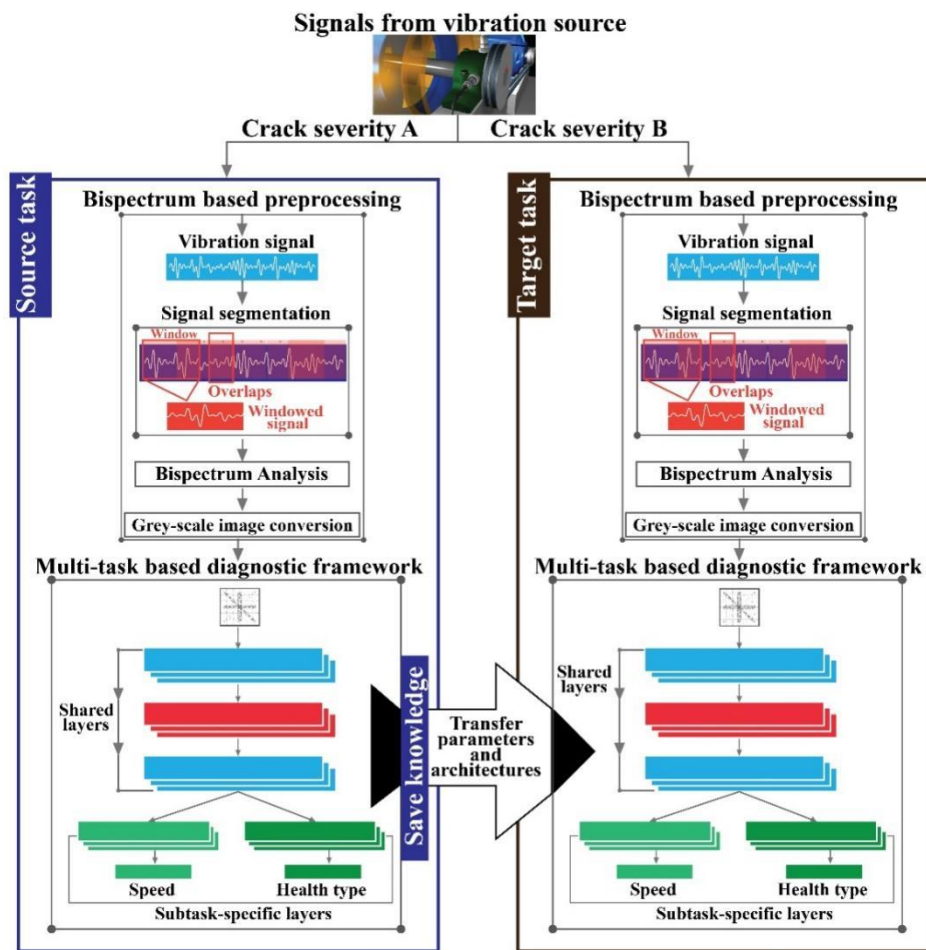 Signals from vibration source
Crack severity A
Crack severity B
Source task
Bispectrum based preprocessing
Vibration signal
Signal segmentation
Window
Overlaps
Windowed
signal
Bispectrum Analysis
Grey-scale image conversion
Multi-task based diagnostic framework
Shared
layers
Speed
Health type
Subtask-specific layers
Save knowledge
Transfer
parameters
and
architectures
Target task
Bispectrum based preprocessing
Vibration signal
Signal segmentation
Window
Overlaps
Windowed
signal
Bispectrum Analysis
Grey-scale image conversion
Multi-task based diagnostic framework
Shared
layers
Speed
Health type
Subtask-specific layers